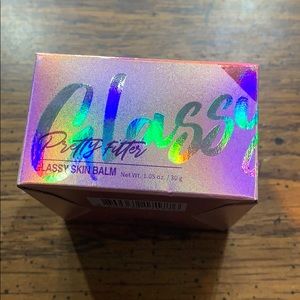 Glassy
Pretty Filter
GLASSY SKIN BALM Net Wt. 1.05 oz. / 30 g